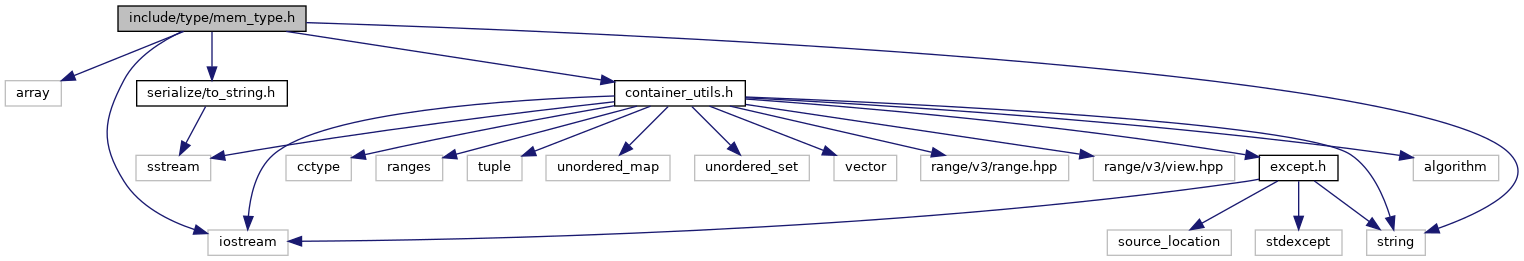 include/type/mem_type.h
array
serialize/to_string.h
container_utils.h
sstream
cctype
ranges
tuple
unordered_map
unordered_set
vector
range/v3/range.hpp
range/v3/view.hpp
except.h
algorithm
iostream
source_location
stdexcept
string